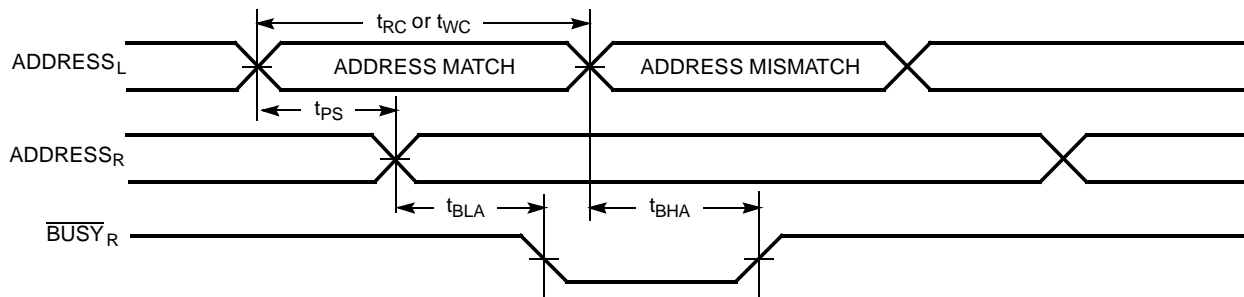 tRC or tWC
ADDRESSL
ADDRESS MATCH
ADDRESS MISMATCH
tPS
ADDRESSR
tBLA
tBHA
BUSYR